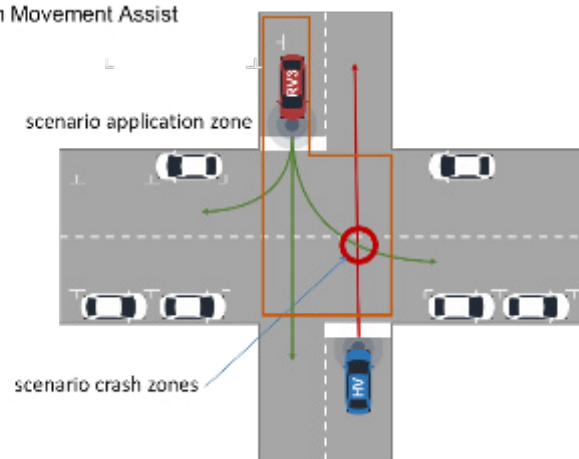 Movement Assist
RV3
scenario application zone
scenario crash zones
HV